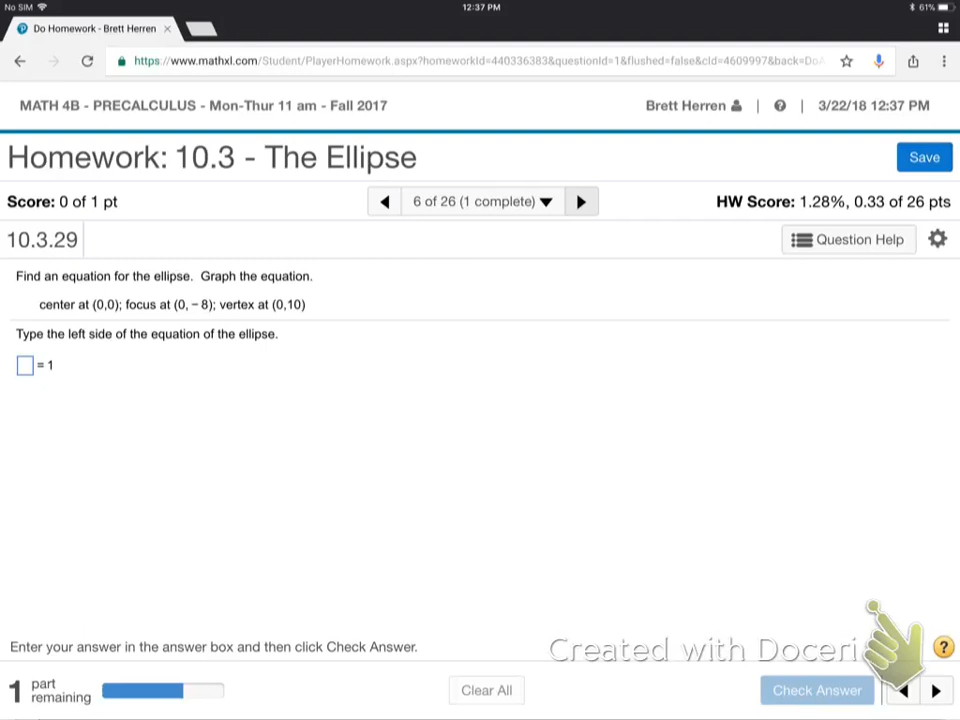 No SIM 12:37 PM 61%
Do Homework - Brett Herren ×
https://www.mathxl.com/Student/PlayerHomework.aspx?homeworkId=440336383&questionId=1&flushed=false&cId=4609997&back=DoA
MATH 4B - PRECALCULUS - Mon-Thur 11 am - Fall 2017 Brett Herren | ? | 3/22/18 12:37 PM
Homework: 10.3 - The Ellipse Save
Score: 0 of 1 pt 6 of 26 (1 complete) HW Score: 1.28%, 0.33 of 26 pts
10.3.29 Question Help
Find an equation for the ellipse. Graph the equation.
center at (0,0); focus at (0, − 8); vertex at (0,10)
Type the left side of the equation of the ellipse.
= 1
Enter your answer in the answer box and then click Check Answer.
Created with Doceri
?
1 part remaining Clear All Check Answer